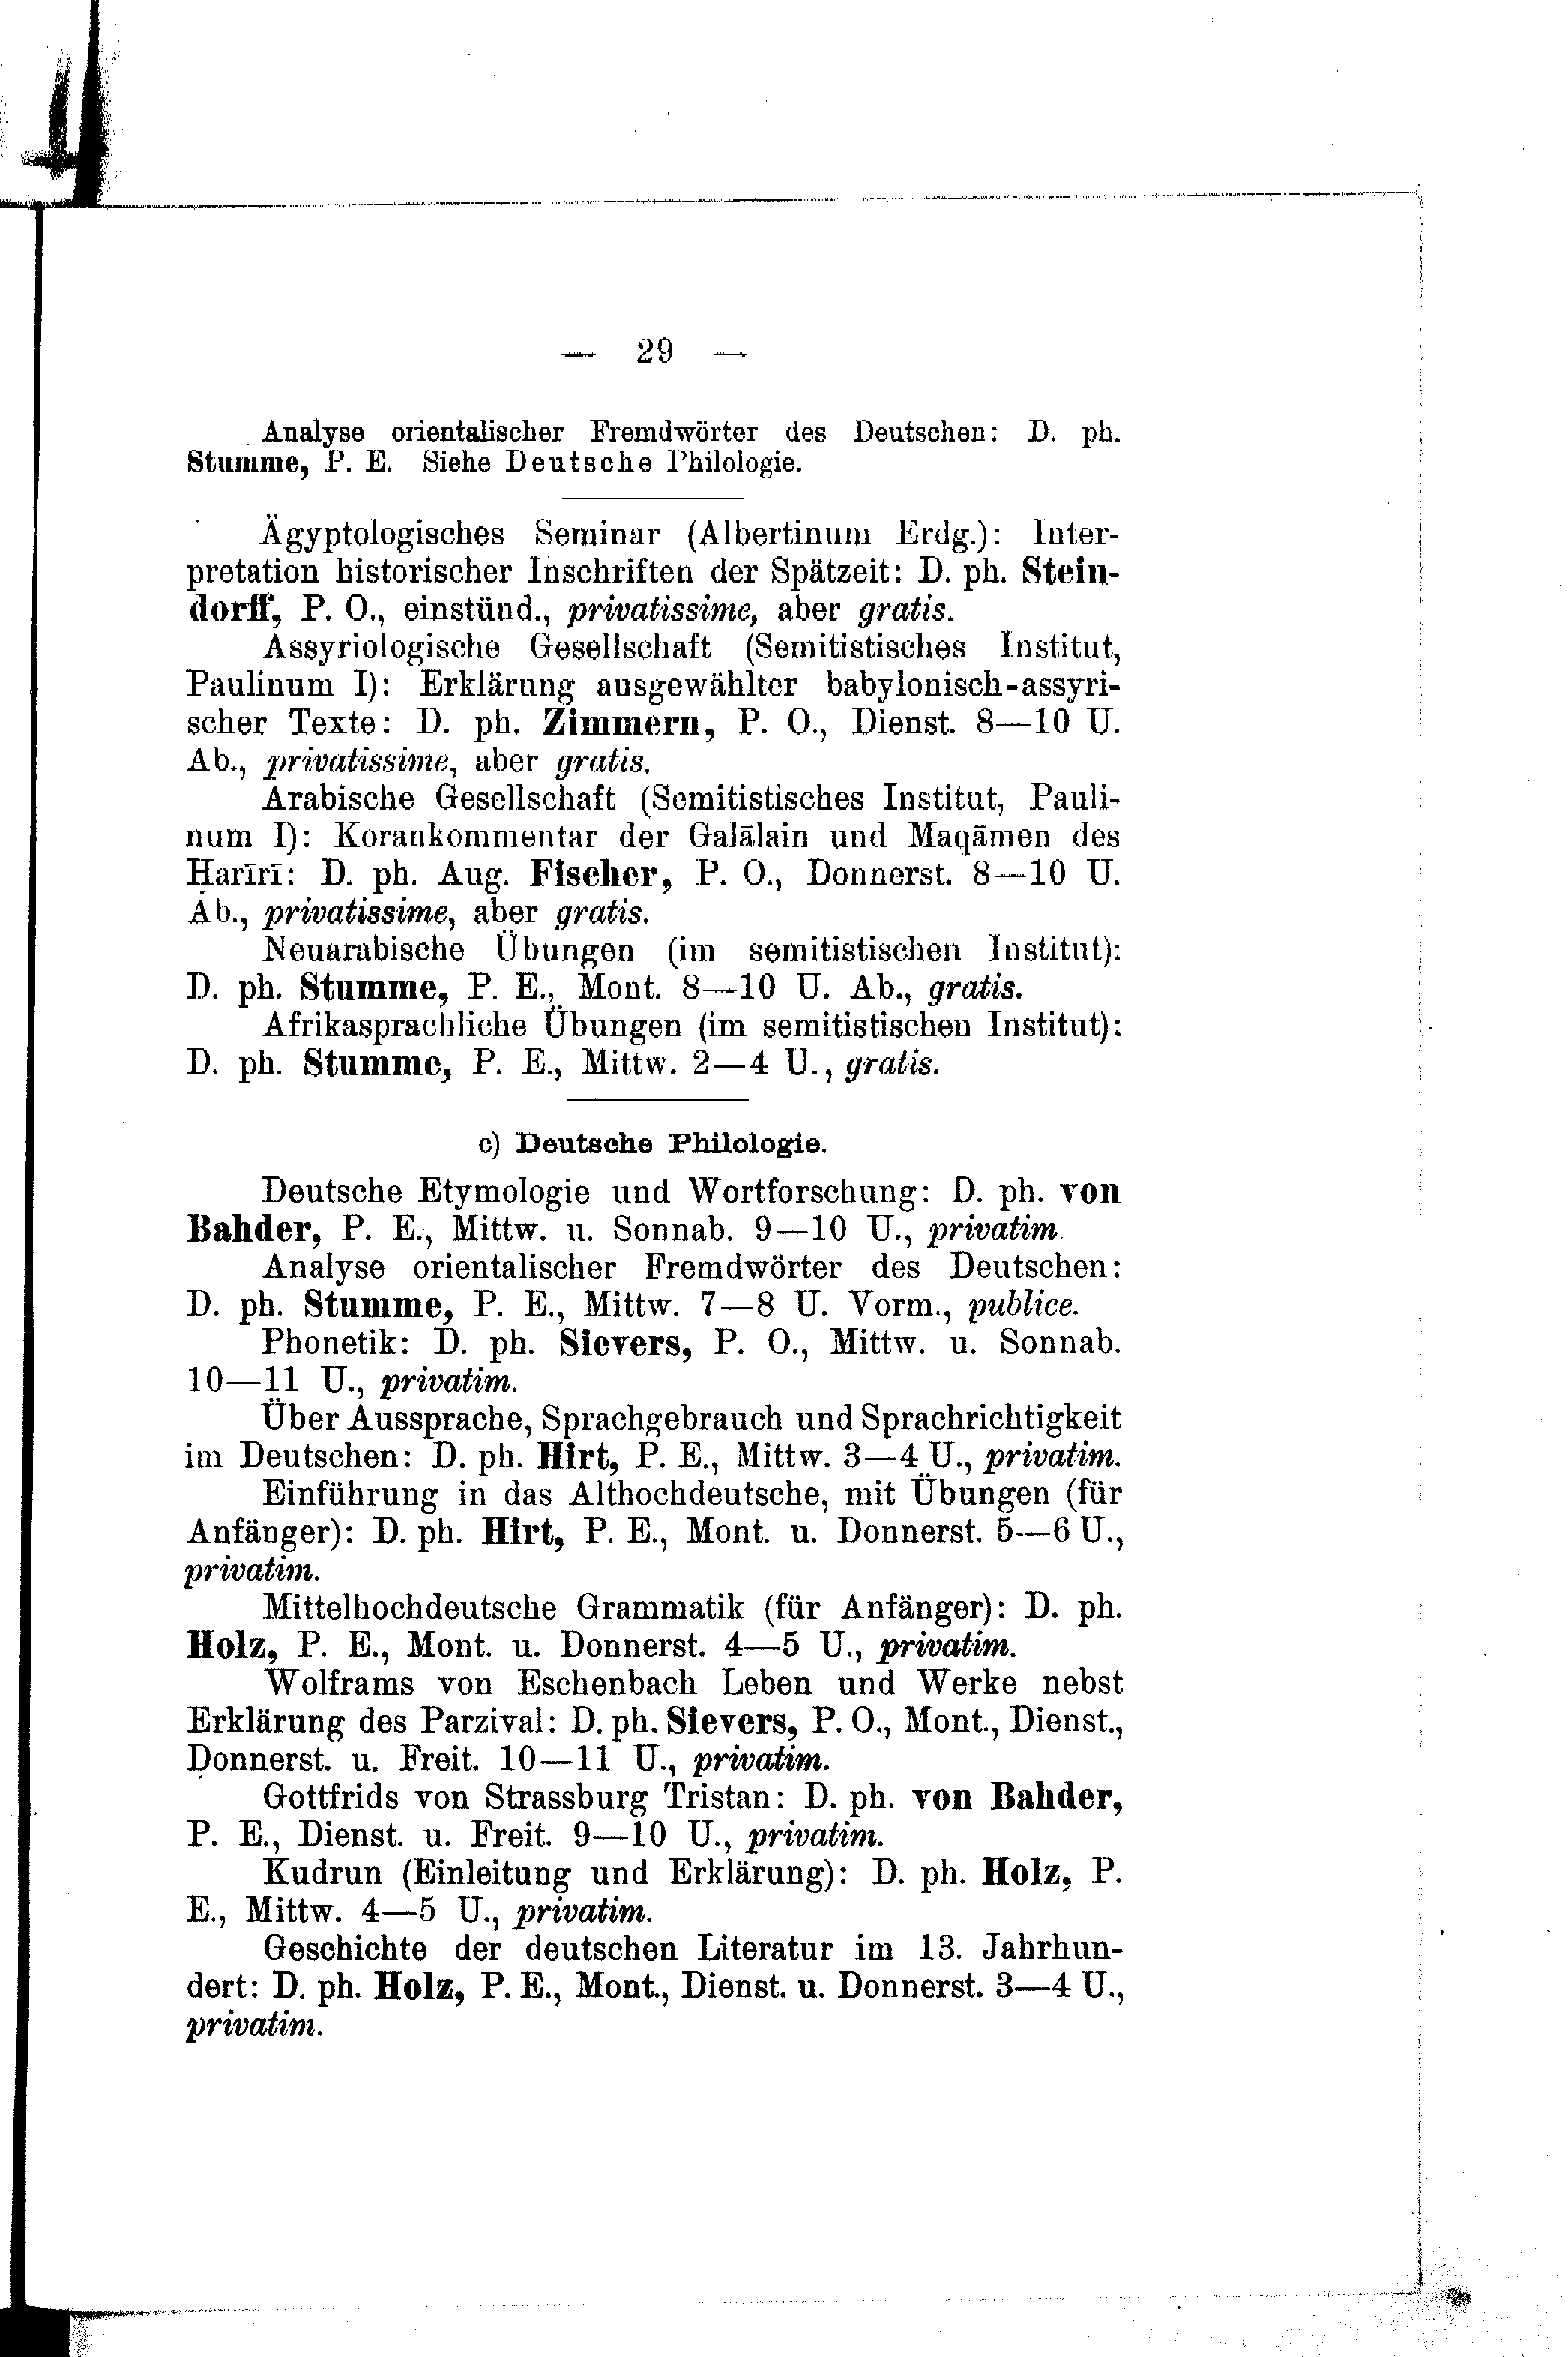 — 29 —
Analyse orientalischer Fremdwörter des Deutschen: D. ph.
Stumme, P. E. Siehe Deutsche Philologie.
Ägyptologisches Seminar (Albertinum Erdg.): Inter-
pretation historischer Inschriften der Spätzeit: D. ph. Stein-
dorff, P. O., einstünd., privatissime, aber gratis.
Assyriologische Gesellschaft (Semitistisches Institut,
Paulinum I): Erklärung ausgewählter babylonisch-assyri-
scher Texte: D. ph. Zimmern, P. O., Dienst. 8—10 U.
Ab., privatissime, aber gratis.
Arabische Gesellschaft (Semitistisches Institut, Pauli-
num I): Korankommentar der Galālain und Maqāmen des
Ḥarīrī: D. ph. Aug. Fischer, P. O., Donnerst. 8—10 U.
Ab., privatissime, aber gratis.
Neuarabische Übungen (im semitistischen Institut):
D. ph. Stumme, P. E., Mont. 8—10 U. Ab., gratis.
Afrikasprachliche Übungen (im semitistischen Institut):
D. ph. Stumme, P. E., Mittw. 2—4 U., gratis.
c) Deutsche Philologie.
Deutsche Etymologie und Wortforschung: D. ph. von
Bahder, P. E., Mittw. u. Sonnab. 9—10 U., privatim.
Analyse orientalischer Fremdwörter des Deutschen:
D. ph. Stumme, P. E., Mittw. 7—8 U. Vorm., publice.
Phonetik: D. ph. Sievers, P. O., Mittw. u. Sonnab.
10—11 U., privatim.
Über Aussprache, Sprachgebrauch und Sprachrichtigkeit
im Deutschen: D. ph. Hirt, P. E., Mittw. 3—4 U., privatim.
Einführung in das Althochdeutsche, mit Übungen (für
Anfänger): D. ph. Hirt, P. E., Mont. u. Donnerst. 5—6 U.,
privatim.
Mittelhochdeutsche Grammatik (für Anfänger): D. ph.
Holz, P. E., Mont. u. Donnerst. 4—5 U., privatim.
Wolframs von Eschenbach Leben und Werke nebst
Erklärung des Parzival: D. ph. Sievers, P. O., Mont., Dienst.,
Donnerst. u. Freit. 10—11 U., privatim.
Gottfrids von Strassburg Tristan: D. ph. von Bahder,
P. E., Dienst. u. Freit. 9—10 U., privatim.
Kudrun (Einleitung und Erklärung): D. ph. Holz, P.
E., Mittw. 4—5 U., privatim.
Geschichte der deutschen Literatur im 13. Jahrhun-
dert: D. ph. Holz, P. E., Mont., Dienst. u. Donnerst. 3—4 U.,
privatim.